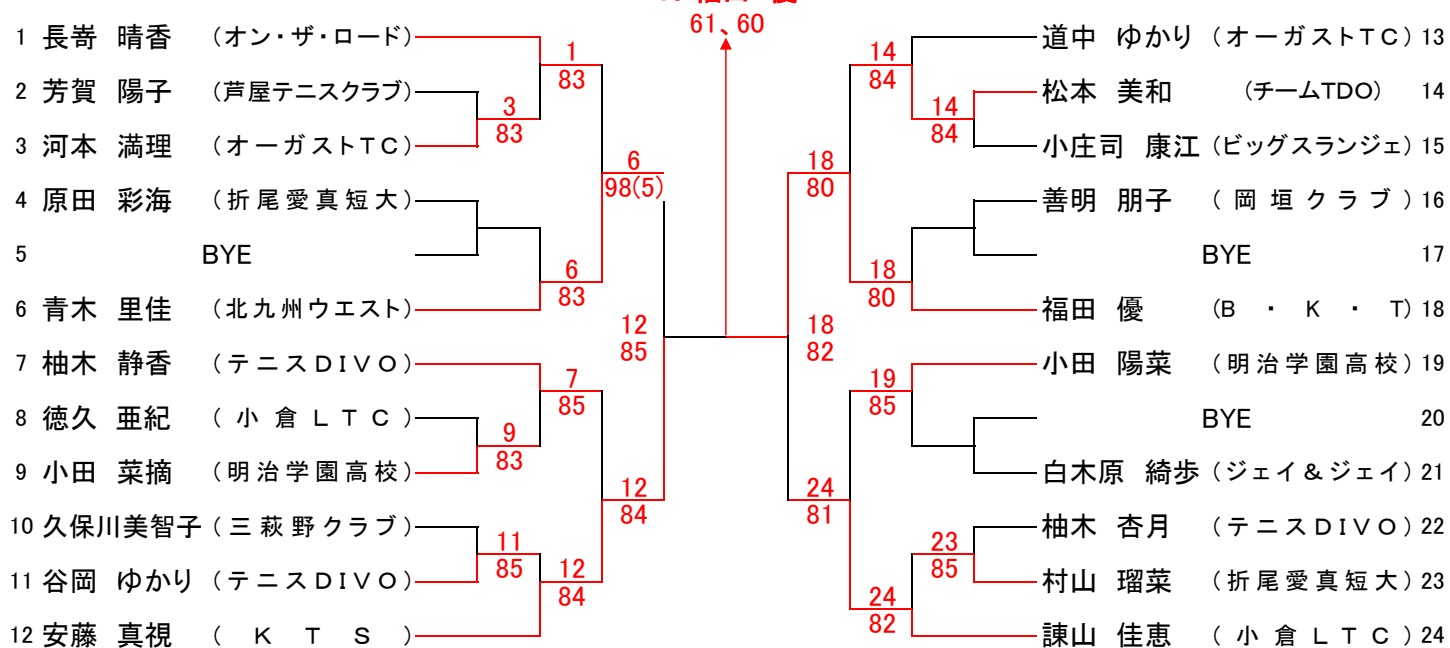 61、60
1 長嵜 晴香 (オン・ザ・ロード)
2 芳賀 陽子 (芦屋テニスクラブ)
3 河本 満理 (オーガストTC)
4 原田 彩海 (折尾愛真短大)
5 BYE
6 青木 里佳 (北九州ウエスト)
7 柚木 静香 (テニスDIVO)
8 徳久 亜紀 (小倉LTC)
9 小田 菜摘 (明治学園高校)
10 久保川美智子 (三萩野クラブ)
11 谷岡 ゆかり (テニスDIVO)
12 安藤 真視 (KTS)
1
83
3
83
6
98(5)
6
83
12
85
7
85
9
83
12
84
11
85
12
84
14
84
14
84
18
80
18
80
18
82
19
85
24
81
23
85
24
82
道中 ゆかり (オーガストTC) 13
松本 美和 (チームTDO) 14
小庄司 康江 (ビッグスランジェ) 15
善明 朋子 (岡垣クラブ) 16
BYE 17
福田 優 (B・K・T) 18
小田 陽菜 (明治学園高校) 19
BYE 20
白木原 綺歩 (ジェイ&ジェイ) 21
柚木 杏月 (テニスDIVO) 22
村山 瑠菜 (折尾愛真短大) 23
諌山 佳恵 (小倉LTC) 24